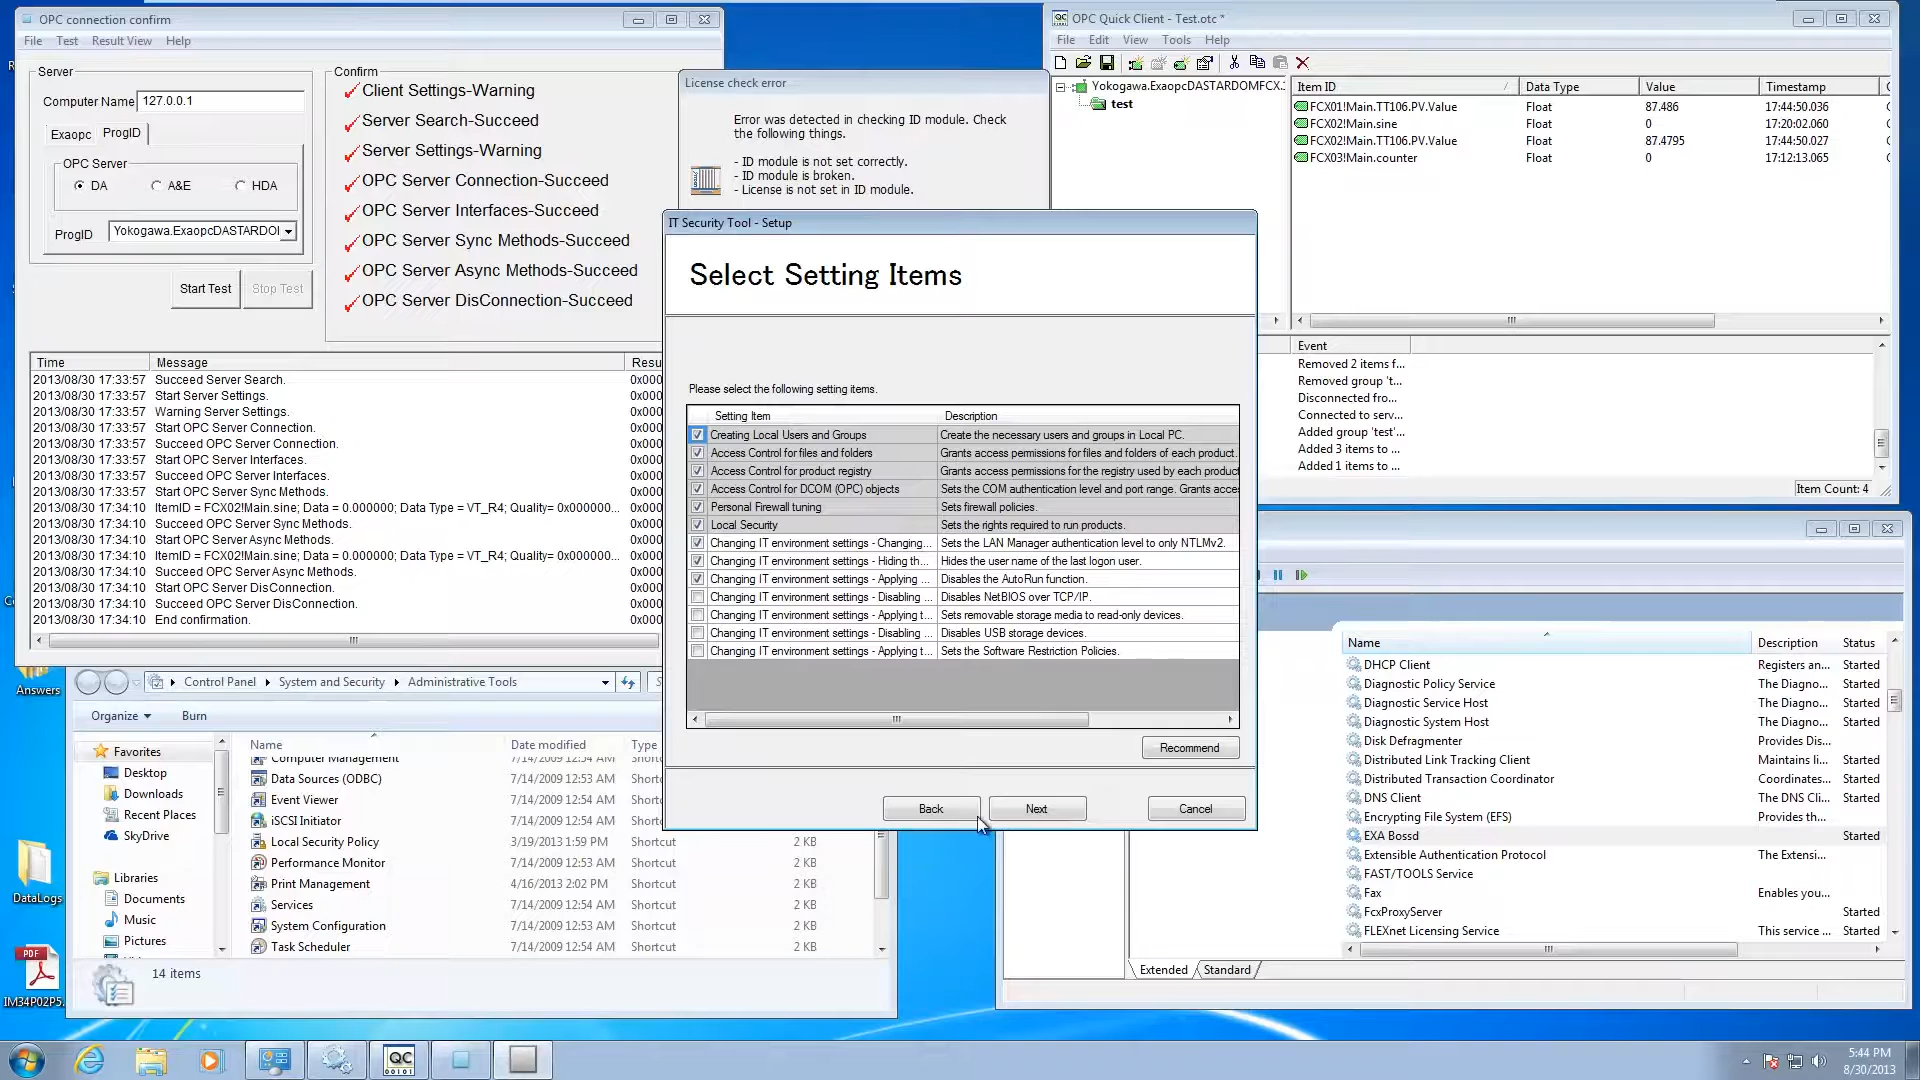 OPC connection confirm
File Test Result View Help
Server
Computer Name 127.0.0.1
Exaopc ProgID
OPC Server
DA A&E HDA
ProgID Yokogawa.ExaopcDASTARDOI
Start Test Stop Test
Confirm
Client Settings-Warning
Server Search-Succeed
Server Settings-Warning
OPC Server Connection-Succeed
OPC Server Interfaces-Succeed
OPC Server Sync Methods-Succeed
OPC Server Async Methods-Succeed
OPC Server DisConnection-Succeed
Time Message Resu
2013/08/30 17:33:57 Succeed Server Search. 0x000
2013/08/30 17:33:57 Start Server Settings. 0x000
2013/08/30 17:33:57 Warning Server Settings. 0x000
2013/08/30 17:33:57 Start OPC Server Connection. 0x000
2013/08/30 17:33:57 Succeed OPC Server Connection. 0x000
2013/08/30 17:33:57 Start OPC Server Interfaces. 0x000
2013/08/30 17:33:57 Succeed OPC Server Interfaces. 0x000
2013/08/30 17:33:57 Start OPC Server Sync Methods. 0x000
2013/08/30 17:34:10 ItemID = FCX02!Main.sine; Data = 0.000000; Data Type = VT_R4; Quality= 0x000000... 0x000
2013/08/30 17:34:10 Succeed OPC Server Sync Methods. 0x000
2013/08/30 17:34:10 Start OPC Server Async Methods. 0x000
2013/08/30 17:34:10 ItemID = FCX02!Main.sine; Data = 0.000000; Data Type = VT_R4; Quality= 0x000000... 0x000
2013/08/30 17:34:10 Succeed OPC Server Async Methods. 0x000
2013/08/30 17:34:10 Start OPC Server DisConnection. 0x000
2013/08/30 17:34:10 Succeed OPC Server DisConnection. 0x000
2013/08/30 17:34:10 End confirmation. 0x000
License check error
Error was detected in checking ID module. Check
the following things.
- ID module is not set correctly.
- ID module is broken.
- License is not set in ID module.
OPC Quick Client - Test.otc *
File Edit View Tools Help
Yokogawa.ExaopcDASTARDOMFCX.
test
Item ID Data Type Value Timestamp
FCX01!Main.TT106.PV.Value Float 87.486 17:44:50.036
FCX02!Main.sine Float 0 17:20:02.060
FCX02!Main.TT106.PV.Value Float 87.4795 17:44:50.027
FCX03!Main.counter Float 0 17:12:13.065
Event
Removed 2 items f...
Removed group 't...
Disconnected fro...
Connected to serv...
Added group 'test'...
Added 3 items to ...
Added 1 items to ...
Item Count: 4
IT Security Tool - Setup
Select Setting Items
Please select the following setting items.
Setting Item Description
Creating Local Users and Groups Create the necessary users and groups in Local PC.
Access Control for files and folders Grants access permissions for files and folders of each product.
Access Control for product registry Grants access permissions for the registry used by each product
Access Control for DCOM (OPC) objects Sets the COM authentication level and port range. Grants acces
Personal Firewall tuning Sets firewall policies.
Local Security Sets the rights required to run products.
Changing IT environment settings - Changing... Sets the LAN Manager authentication level to only NTLMv2.
Changing IT environment settings - Hiding th... Hides the user name of the last logon user.
Changing IT environment settings - Applying ... Disables the AutoRun function.
Changing IT environment settings - Disabling ... Disables NetBIOS over TCP/IP.
Changing IT environment settings - Applying t... Sets removable storage media to read-only devices.
Changing IT environment settings - Disabling ... Disables USB storage devices.
Changing IT environment settings - Applying t... Sets the Software Restriction Policies.
Recommend
Back Next Cancel
Answers
DataLogs
PDF
IM34P02P5.
Control Panel System and Security Administrative Tools
Organize Burn
Favorites
Desktop
Downloads
Recent Places
SkyDrive
Libraries
Documents
Music
Pictures
Name Date modified Type
Computer Management 7/14/2009 12:54 AM Shortcu
Data Sources (ODBC) 7/14/2009 12:53 AM Shortcu
Event Viewer 7/14/2009 12:54 AM Shortcu
iSCSI Initiator 7/14/2009 12:54 AM Shortcu
Local Security Policy 3/19/2013 1:59 PM Shortcut 2 KB
Performance Monitor 7/14/2009 12:53 AM Shortcut 2 KB
Print Management 4/16/2013 2:02 PM Shortcut 2 KB
Services 7/14/2009 12:54 AM Shortcut 2 KB
System Configuration 7/14/2009 12:53 AM Shortcut 2 KB
Task Scheduler 7/14/2009 12:54 AM Shortcut 2 KB
14 items
Name Description Status
DHCP Client Registers an... Started
Diagnostic Policy Service The Diagno... Started
Diagnostic Service Host The Diagno... Started
Diagnostic System Host The Diagno... Started
Disk Defragmenter Provides Dis...
Distributed Link Tracking Client Maintains li... Started
Distributed Transaction Coordinator Coordinates... Started
DNS Client The DNS Cli... Started
Encrypting File System (EFS) Provides th...
EXA Bossd Started
Extensible Authentication Protocol The Extensi...
FAST/TOOLS Service
Fax Enables you...
FcxProxyServer Started
FLEXnet Licensing Service This service ... Started
Extended Standard
QC
00101
5:44 PM
8/30/2013